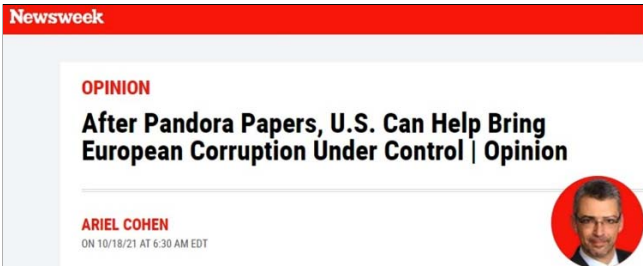 Newsweek
OPINION
After Pandora Papers, U.S. Can Help Bring
European Corruption Under Control | Opinion
ARIEL COHEN
ON 10/18/21 AT 6:30 AM EDT